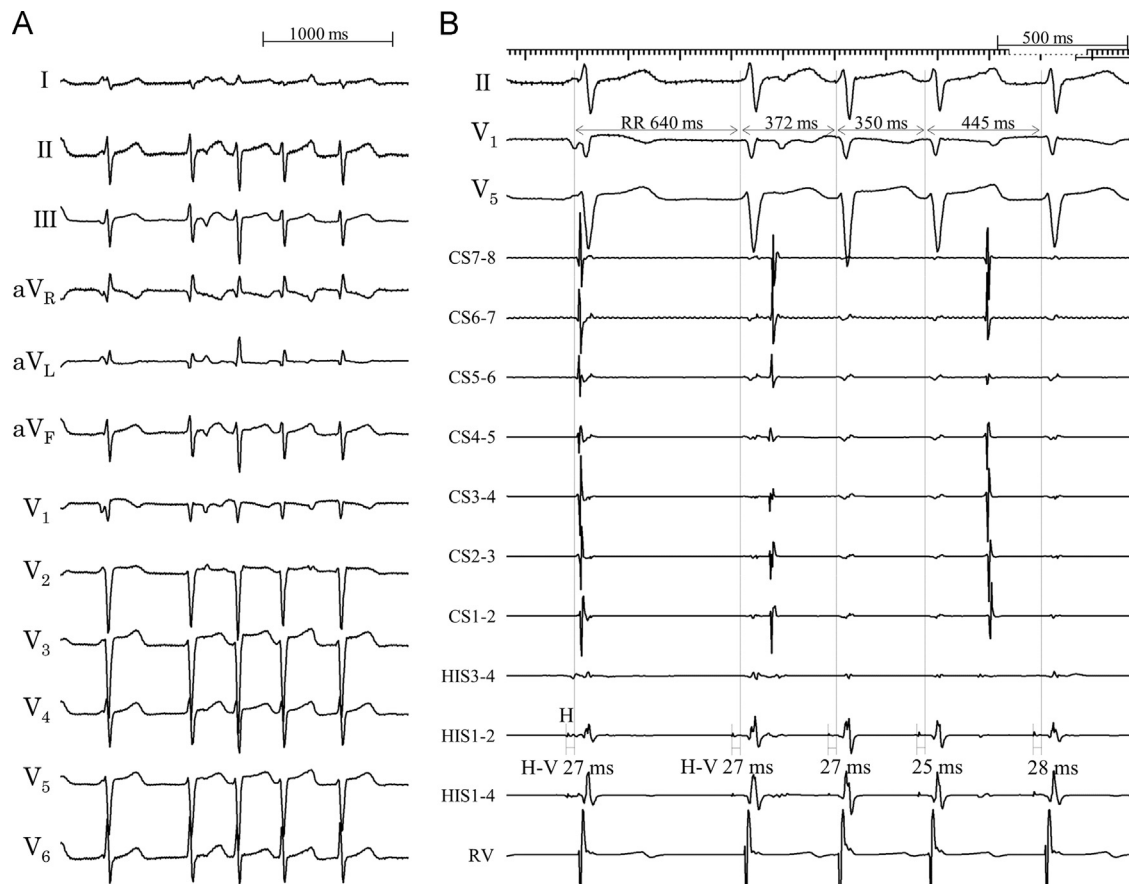 A
1000 ms
I
II
III
aVR
aVL
aVF
V1
V2
V3
V4
V5
V6
B
500 ms
II
V1
RR 640 ms
372 ms
350 ms
445 ms
V5
CS7-8
CS6-7
CS5-6
CS4-5
CS3-4
CS2-3
CS1-2
HIS3-4
H
HIS1-2
H-V 27 ms
H-V 27 ms
27 ms
25 ms
28 ms
HIS1-4
RV